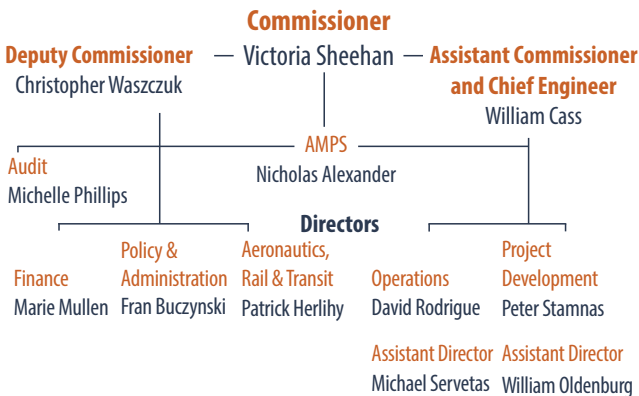 Commissioner
Deputy Commissioner
Victoria Sheehan
Assistant Commissioner
and Chief Engineer
Christopher Waszczuk
William Cass
AMPS
Nicholas Alexander
Audit
Michelle Phillips
Directors
Finance
Marie Mullen
Policy &
Administration
Fran Buczynski
Aeronautics,
Rail & Transit
Patrick Herlihy
Operations
David Rodrigue
Project
Development
Peter Stamnas
Assistant Director
Michael Servetas
Assistant Director
William Oldenburg